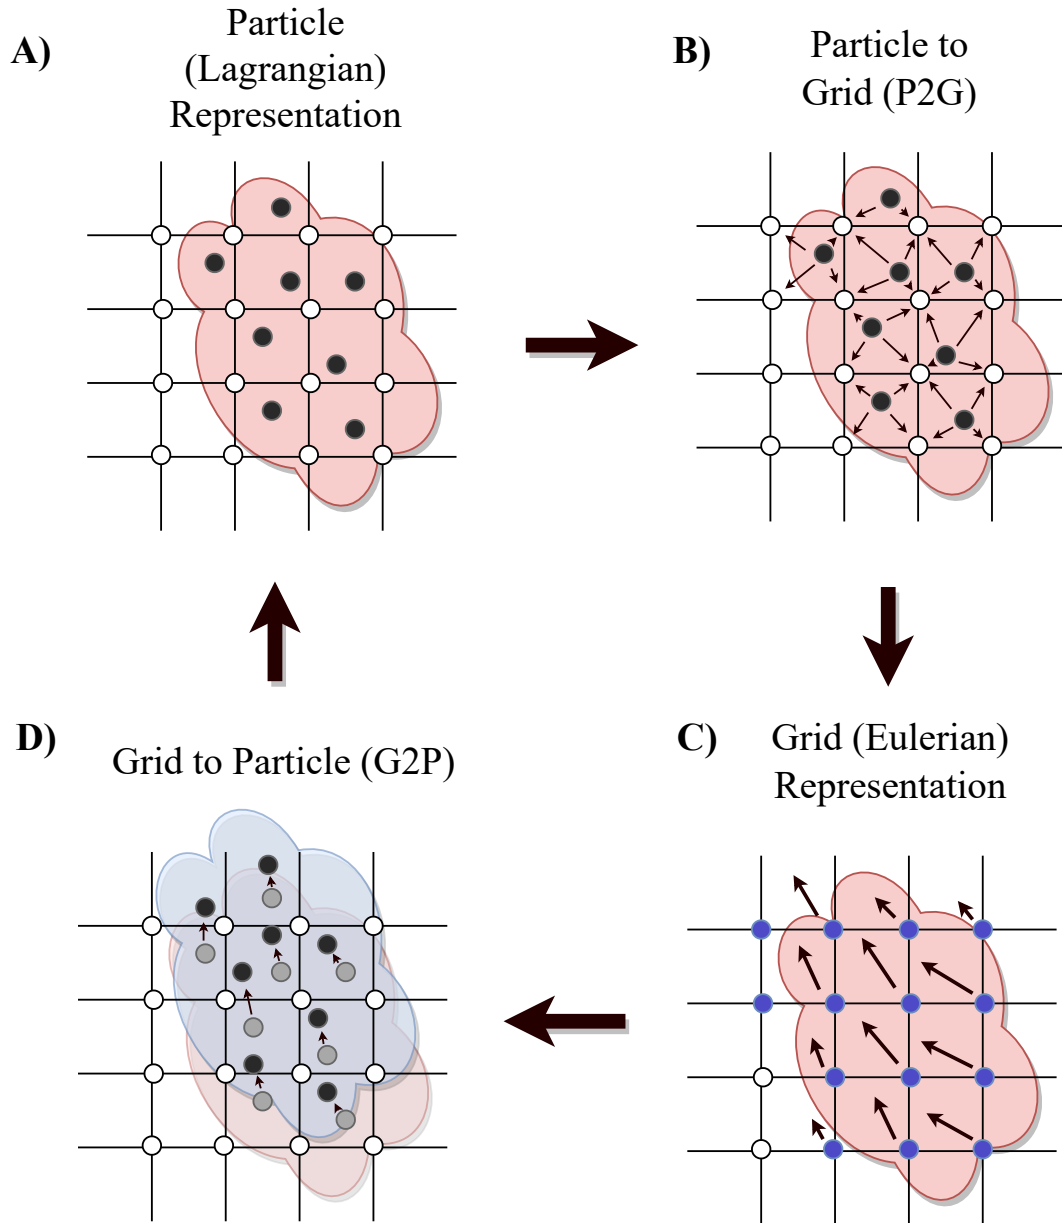 A)
Particle
(Lagrangian)
Representation
B)
Particle to
Grid (P2G)
D)
Grid to Particle (G2P)
C)
Grid (Eulerian)
Representation